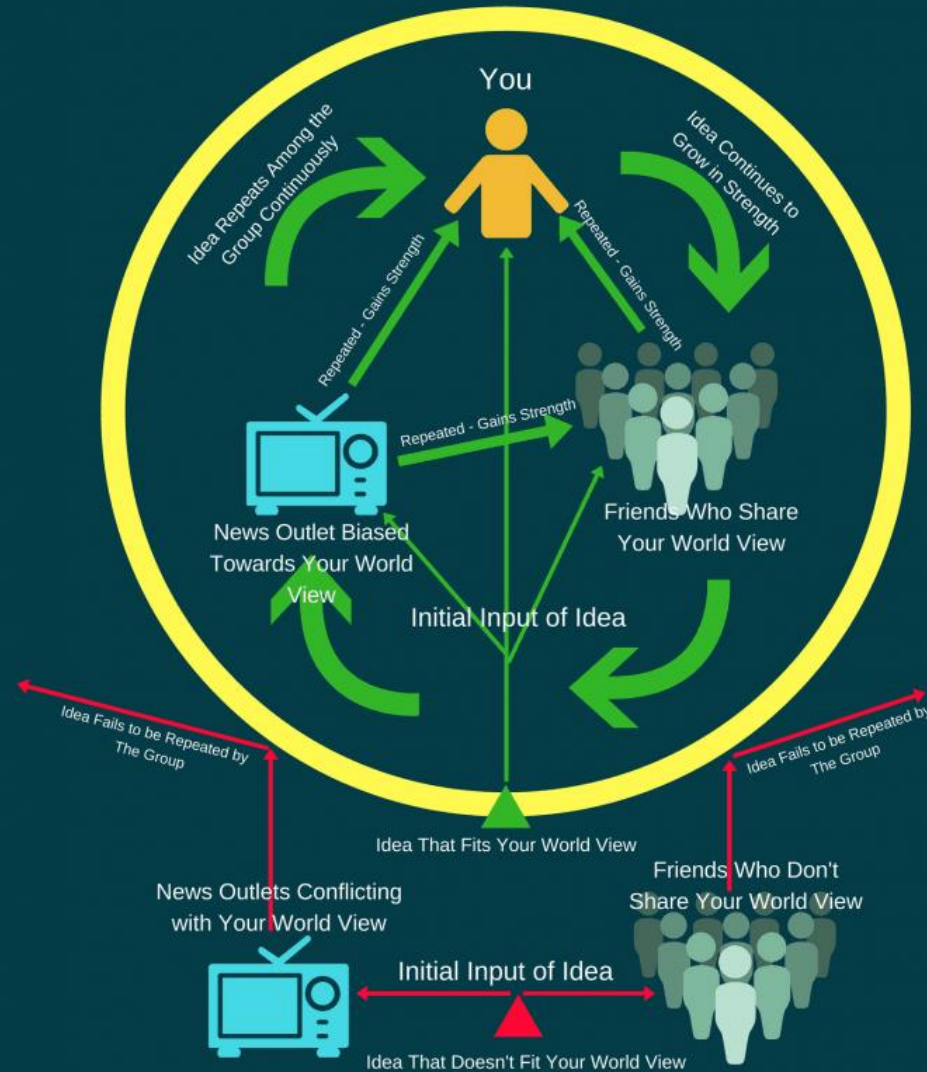 You
Idea Repeats Among the
Group Continuously
Idea Continues to
Grow in Strength
Repeated - Gains Strength
Repeated - Gains Strength
Repeated - Gains Strength
News Outlet Biased
Towards Your World
View
Friends Who Share
Your World View
Initial Input of Idea
Idea Fails to be Repeated by
The Group
Idea Fails to be Repeated by
The Group
Idea That Fits Your World View
News Outlets Conflicting
with Your World View
Friends Who Don't
Share Your World View
Initial Input of Idea
Idea That Doesn't Fit Your World View